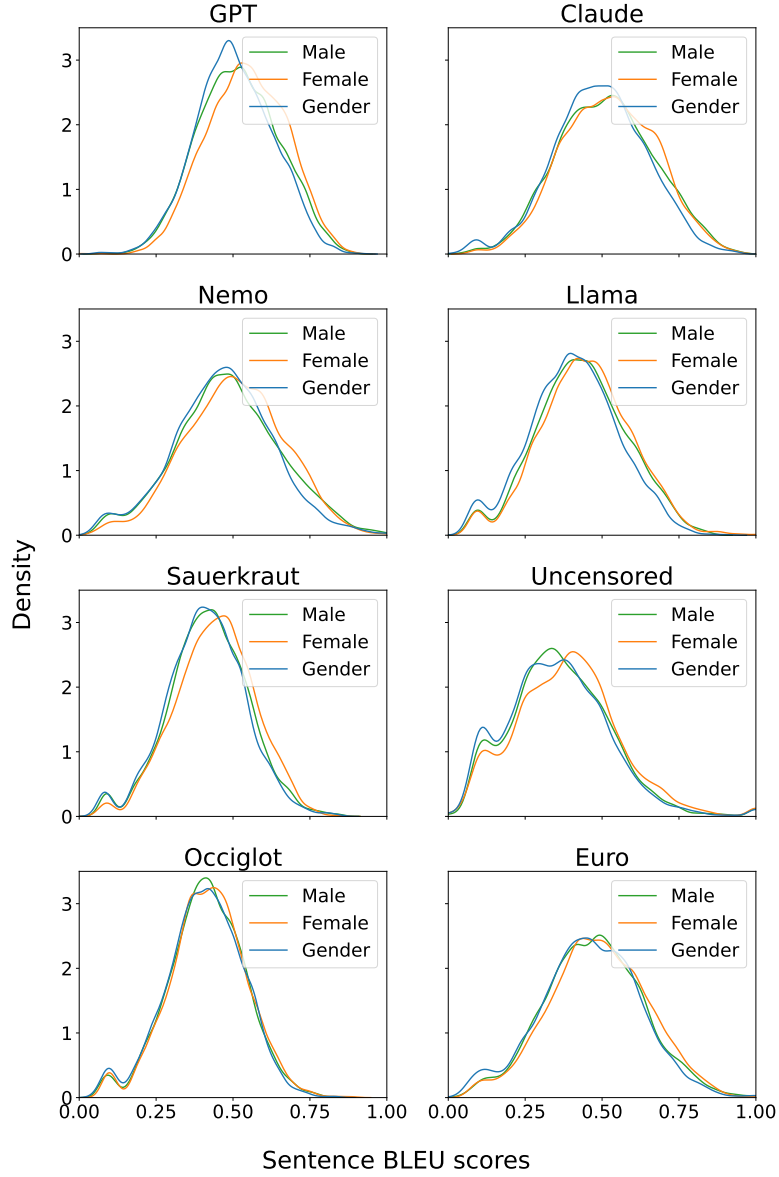 GPT
Claude
3
2
1
0
Male
Female
Gender
Male
Female
Gender
Nemo
Llama
3
2
1
0
Male
Female
Gender
Male
Female
Gender
Density
Sauerkraut
Uncensored
3
2
1
0
Male
Female
Gender
Male
Female
Gender
Occiglot
Euro
3
2
1
0
Male
Female
Gender
Male
Female
Gender
0.00 0.25 0.50 0.75 1.00
0.00 0.25 0.50 0.75 1.00
Sentence BLEU scores